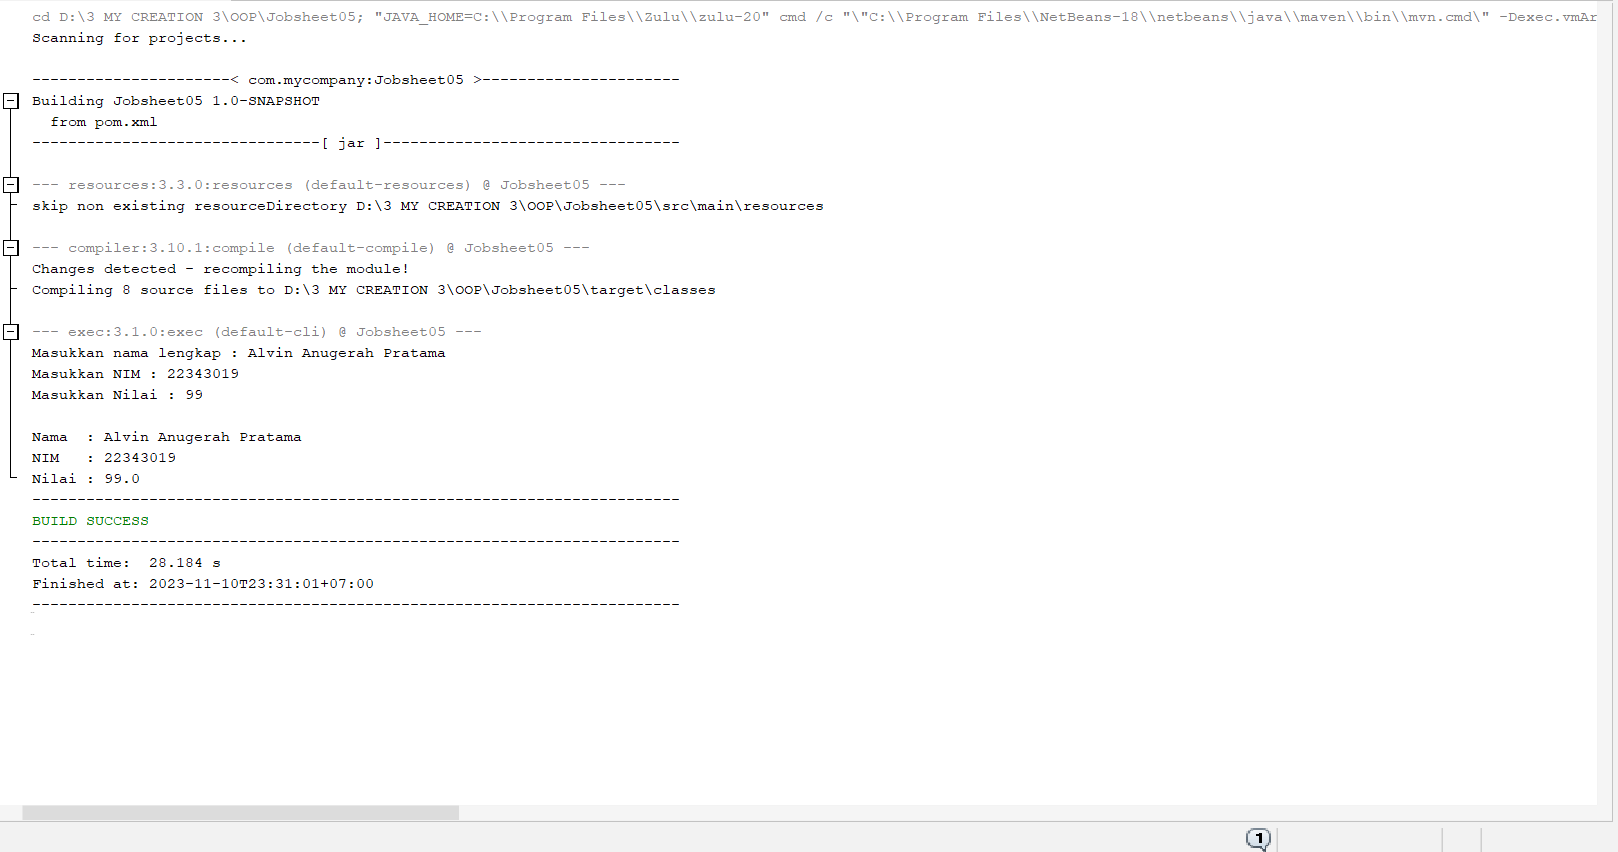 cd D:\3 MY CREATION 3\OOP\Jobsheet05; "JAVA_HOME=C:\\Program Files\\Zulu\\zulu-20" cmd /c "\"C:\\Program Files\\NetBeans-18\\netbeans\\java\\maven\\bin\\mvn.cmd\" -Dexec.vmAr
Scanning for projects...
----------------------< com.mycompany:Jobsheet05 >----------------------
Building Jobsheet05 1.0-SNAPSHOT
  from pom.xml
--------------------------------[ jar ]---------------------------------
--- resources:3.3.0:resources (default-resources) @ Jobsheet05 ---
skip non existing resourceDirectory D:\3 MY CREATION 3\OOP\Jobsheet05\src\main\resources
--- compiler:3.10.1:compile (default-compile) @ Jobsheet05 ---
Changes detected - recompiling the module!
Compiling 8 source files to D:\3 MY CREATION 3\OOP\Jobsheet05\target\classes
--- exec:3.1.0:exec (default-cli) @ Jobsheet05 ---
Masukkan nama lengkap : Alvin Anugerah Pratama
Masukkan NIM : 22343019
Masukkan Nilai : 99
Nama  : Alvin Anugerah Pratama
NIM   : 22343019
Nilai : 99.0
------------------------------------------------------------------------
BUILD SUCCESS
------------------------------------------------------------------------
Total time:  28.184 s
Finished at: 2023-11-10T23:31:01+07:00
------------------------------------------------------------------------
1